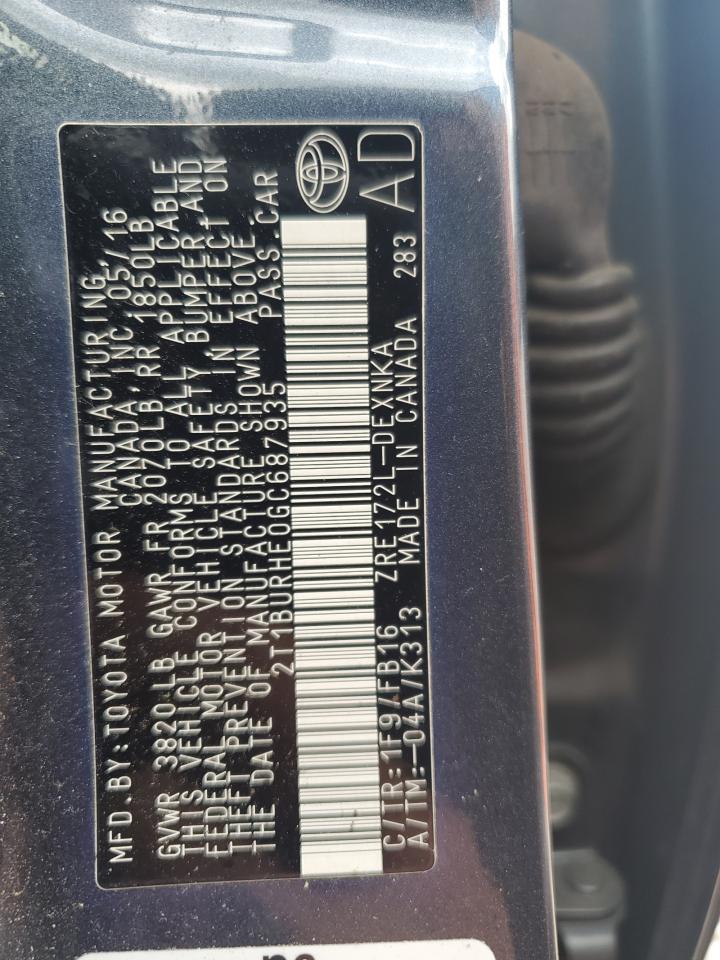 MFD.BY:TOYOTA MOTOR MANUFACTURING
CANADA, INC 05/16
GVWR 3820LB GAWR FR 2070LB, RR 1850LB
THIS VEHICLE CONFORMS TO ALL APPLICABLE
FEDERAL MOTOR VEHICLE SAFETY, BUMPER, AND
THEFT PREVENTION STANDARDS IN EFFECT ON
THE DATE OF MANUFACTURE SHOWN ABOVE.
2T1BURHE0GC687935 PASS.CAR
C/TR:1F9/FB16 ZRE172L-DEXNKA
A/TM:-04A/K313 MADE IN CANADA 283
AD